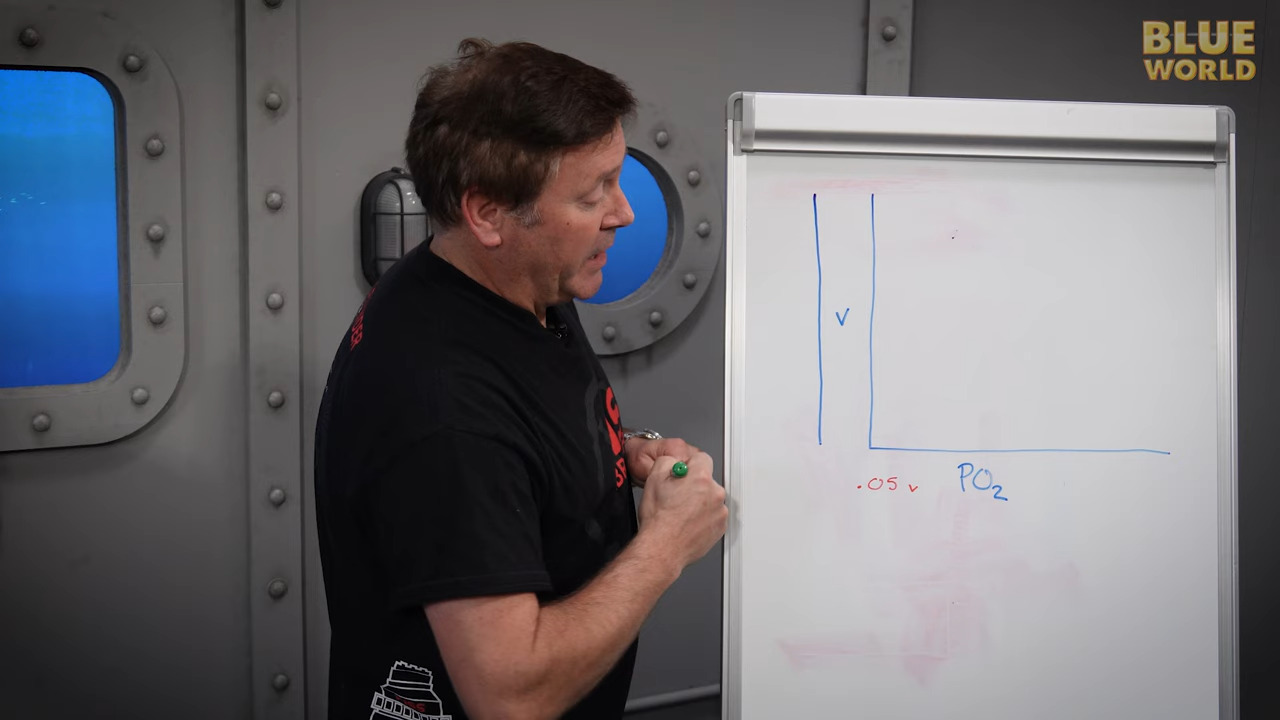 BLUE
WORLD
V
.05 v
PO₂